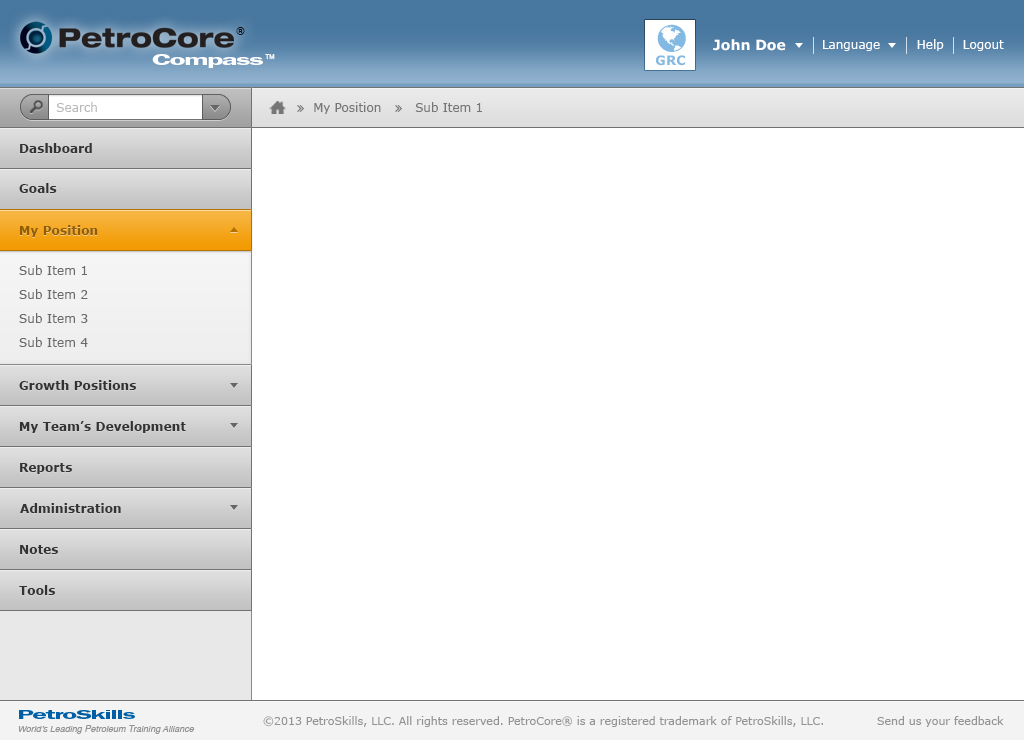 PetroCore®
Compass™
GRC
John Doe
Language
Help
Logout
Search
» My Position » Sub Item 1
Dashboard
Goals
My Position
Sub Item 1
Sub Item 2
Sub Item 3
Sub Item 4
Growth Positions
My Team’s Development
Reports
Administration
Notes
Tools
PetroSkills
World's Leading Petroleum Training Alliance
©2013 PetroSkills, LLC. All rights reserved. PetroCore® is a registered trademark of PetroSkills, LLC.
Send us your feedback